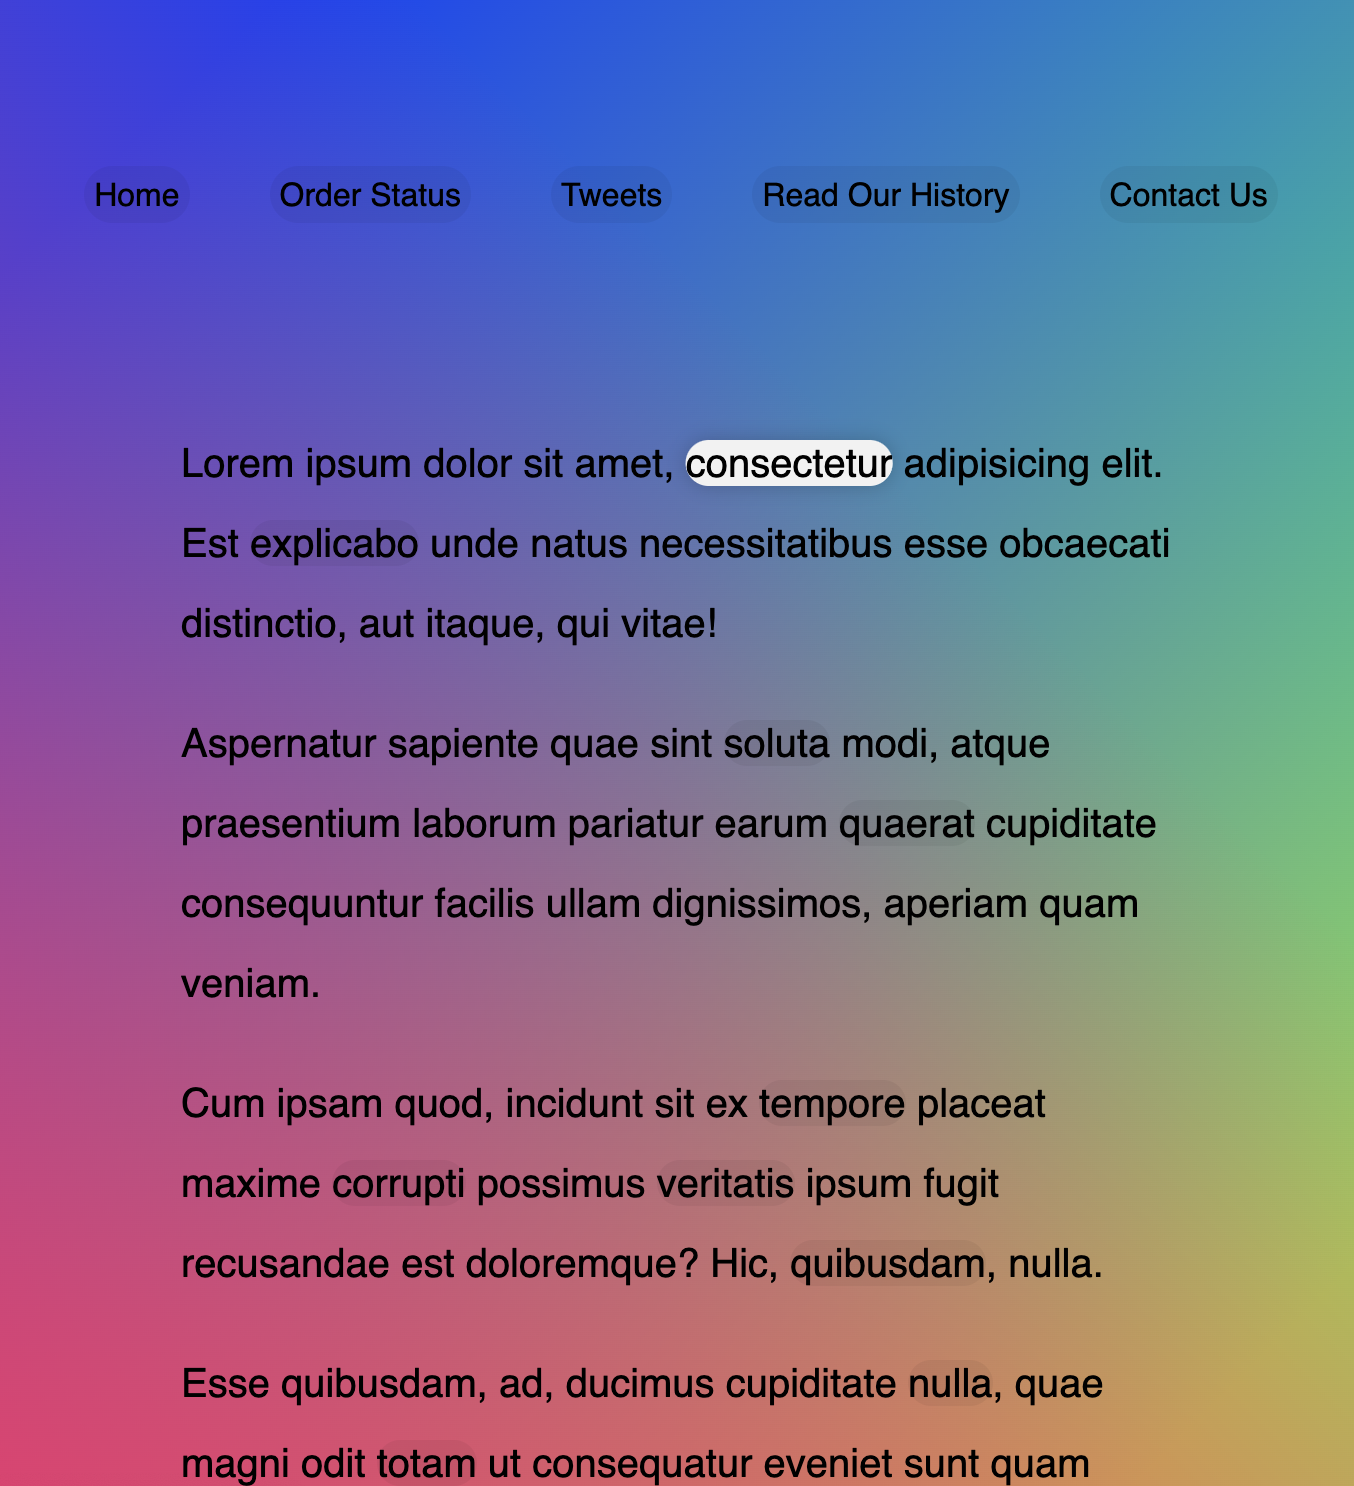 Home Order Status Tweets Read Our History Contact Us
Lorem ipsum dolor sit amet, consectetur adipisicing elit.
Est explicabo unde natus necessitatibus esse obcaecati
distinctio, aut itaque, qui vitae!
Aspernatur sapiente quae sint soluta modi, atque
praesentium laborum pariatur earum quaerat cupiditate
consequuntur facilis ullam dignissimos, aperiam quam
veniam.
Cum ipsam quod, incidunt sit ex tempore placeat
maxime corrupti possimus veritatis ipsum fugit
recusandae est doloremque? Hic, quibusdam, nulla.
Esse quibusdam, ad, ducimus cupiditate nulla, quae
magni odit totam ut consequatur eveniet sunt quam